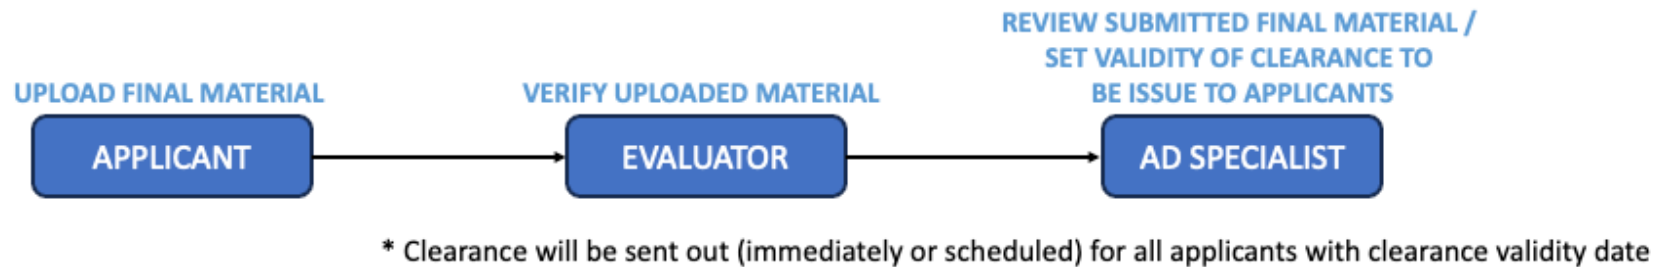 UPLOAD FINAL MATERIAL
APPLICANT
VERIFY UPLOADED MATERIAL
EVALUATOR
REVIEW SUBMITTED FINAL MATERIAL /
SET VALIDITY OF CLEARANCE TO
BE ISSUE TO APPLICANTS
AD SPECIALIST
* Clearance will be sent out (immediately or scheduled) for all applicants with clearance validity date